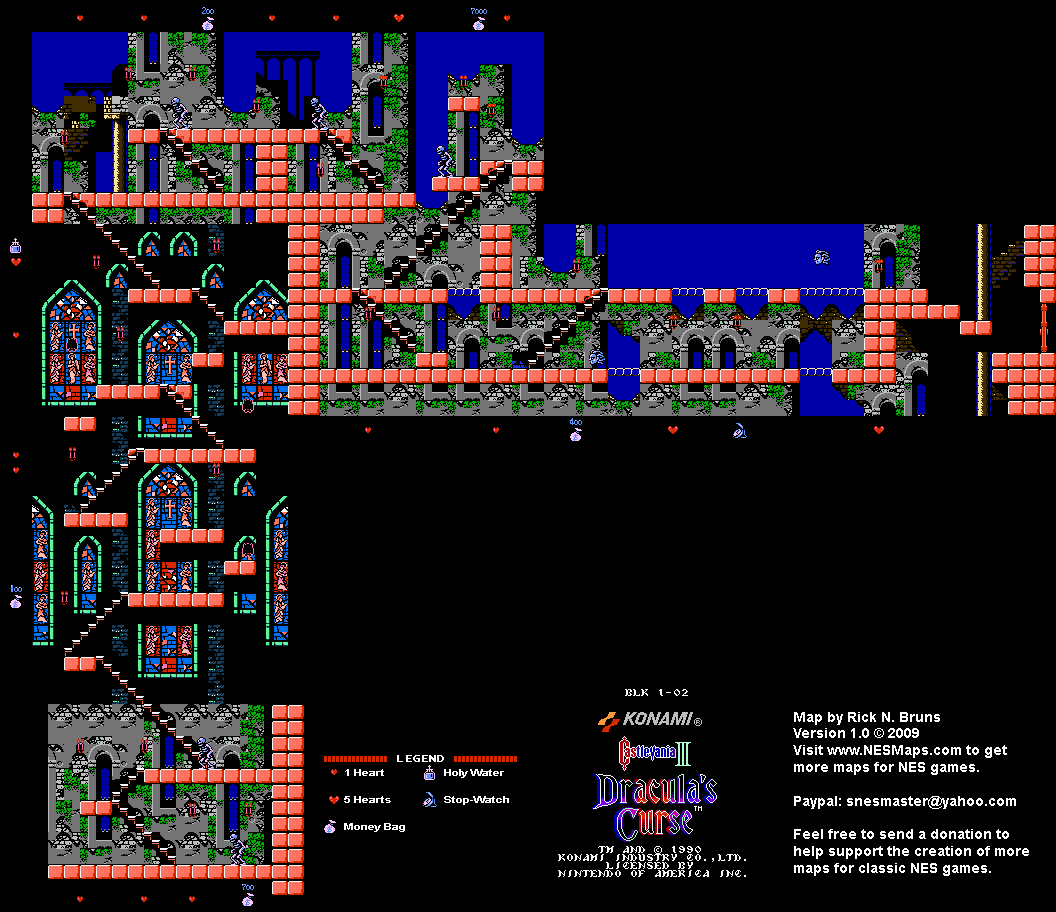 200
7000
400
100
700
BLK 1-02
KONAMI®
Castlevania III
Dracula's
Curse™
TM AND © 1990
KONAMI INDUSTRY CO.,LTD.
LICENSED BY
NINTENDO OF AMERICA INC.
LEGEND
1 Heart
Holy Water
5 Hearts
Stop-Watch
Money Bag
Map by Rick N. Bruns
Version 1.0 © 2009
Visit www.NESMaps.com to get
more maps for NES games.
Paypal: snesmaster@yahoo.com
Feel free to send a donation to
help support the creation of more
maps for classic NES games.